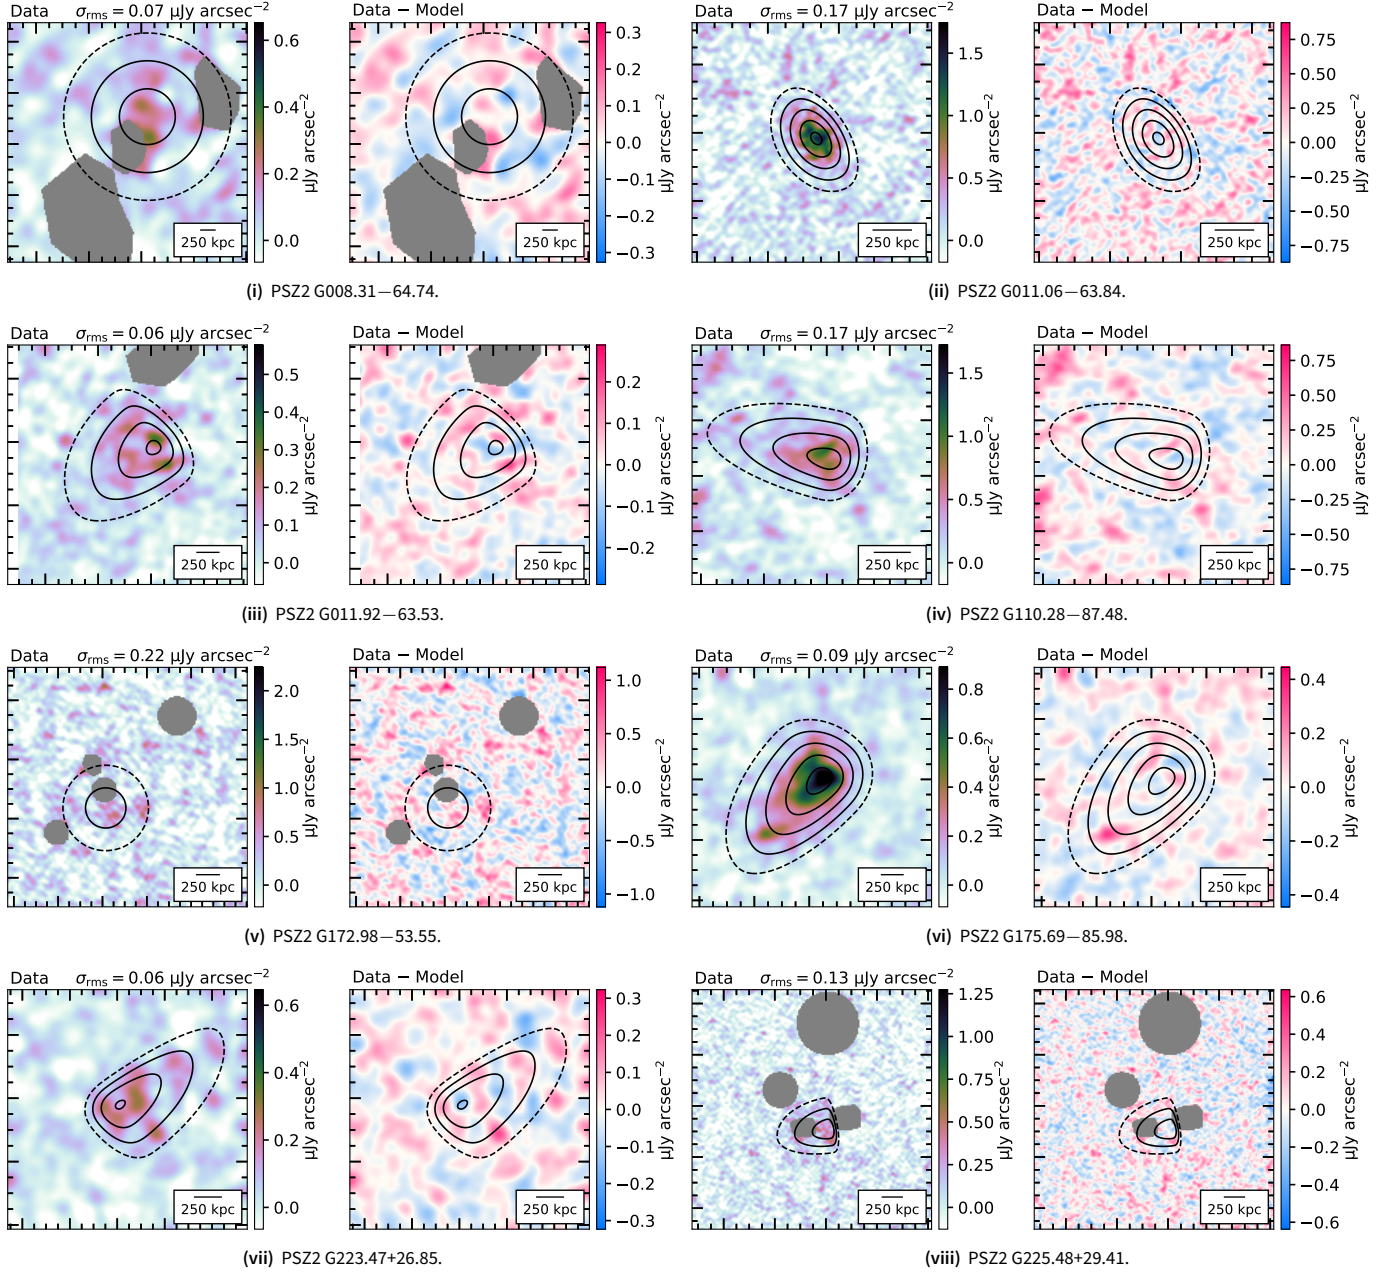 Data σrms = 0.07 μJy arcsec−2 Data − Model
0.6
0.4
0.2
0.0
μJy arcsec−2
0.3
0.2
0.1
0.0
−0.1
−0.2
−0.3
μJy arcsec−2
250 kpc
250 kpc
(i) PSZ2 G008.31−64.74.
Data σrms = 0.17 μJy arcsec−2 Data − Model
1.5
1.0
0.5
0.0
μJy arcsec−2
0.75
0.50
0.25
0.00
−0.25
−0.50
−0.75
μJy arcsec−2
250 kpc
250 kpc
(ii) PSZ2 G011.06−63.84.
Data σrms = 0.06 μJy arcsec−2 Data − Model
0.5
0.4
0.3
0.2
0.1
0.0
μJy arcsec−2
0.2
0.1
0.0
−0.1
−0.2
μJy arcsec−2
250 kpc
250 kpc
(iii) PSZ2 G011.92−63.53.
Data σrms = 0.17 μJy arcsec−2 Data − Model
1.5
1.0
0.5
0.0
μJy arcsec−2
0.75
0.50
0.25
0.00
−0.25
−0.50
−0.75
μJy arcsec−2
250 kpc
250 kpc
(iv) PSZ2 G110.28−87.48.
Data σrms = 0.22 μJy arcsec−2 Data − Model
2.0
1.5
1.0
0.5
0.0
μJy arcsec−2
1.0
0.5
0.0
−0.5
−1.0
μJy arcsec−2
250 kpc
250 kpc
(v) PSZ2 G172.98−53.55.
Data σrms = 0.09 μJy arcsec−2 Data − Model
0.8
0.6
0.4
0.2
0.0
μJy arcsec−2
0.4
0.2
0.0
−0.2
−0.4
μJy arcsec−2
250 kpc
250 kpc
(vi) PSZ2 G175.69−85.98.
Data σrms = 0.06 μJy arcsec−2 Data − Model
0.6
0.4
0.2
0.0
μJy arcsec−2
0.3
0.2
0.1
0.0
−0.1
−0.2
−0.3
μJy arcsec−2
250 kpc
250 kpc
(vii) PSZ2 G223.47+26.85.
Data σrms = 0.13 μJy arcsec−2 Data − Model
1.25
1.00
0.75
0.50
0.25
0.00
μJy arcsec−2
0.6
0.4
0.2
0.0
−0.2
−0.4
−0.6
μJy arcsec−2
250 kpc
250 kpc
(viii) PSZ2 G225.48+29.41.